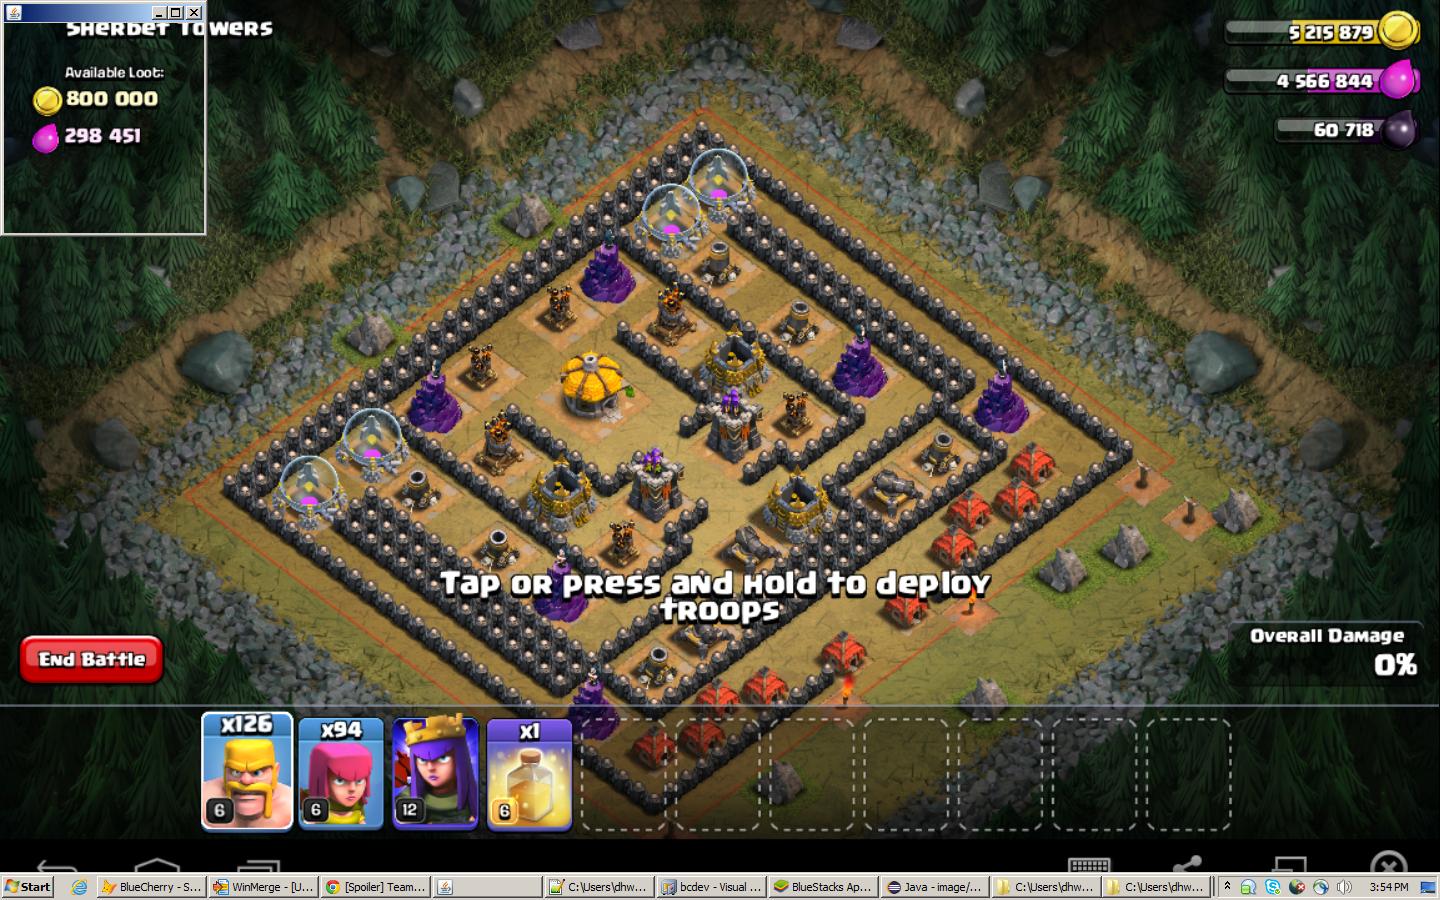 Sherbet Towers
Available Loot:
800 000
298 451
5 215 879
4 566 844
60 718
Tap or press and hold to deploy
troops
End Battle
Overall Damage
0%
x126
x94
x1
6
6
12
6
Start
BlueCherry - S...
WinMerge - [U...
[Spoiler] Team...
C:\Users\dhw...
bcdev - Visual ...
BlueStacks Ap...
Java - image/...
C:\Users\dhw...
C:\Users\dhw...
3:54 PM